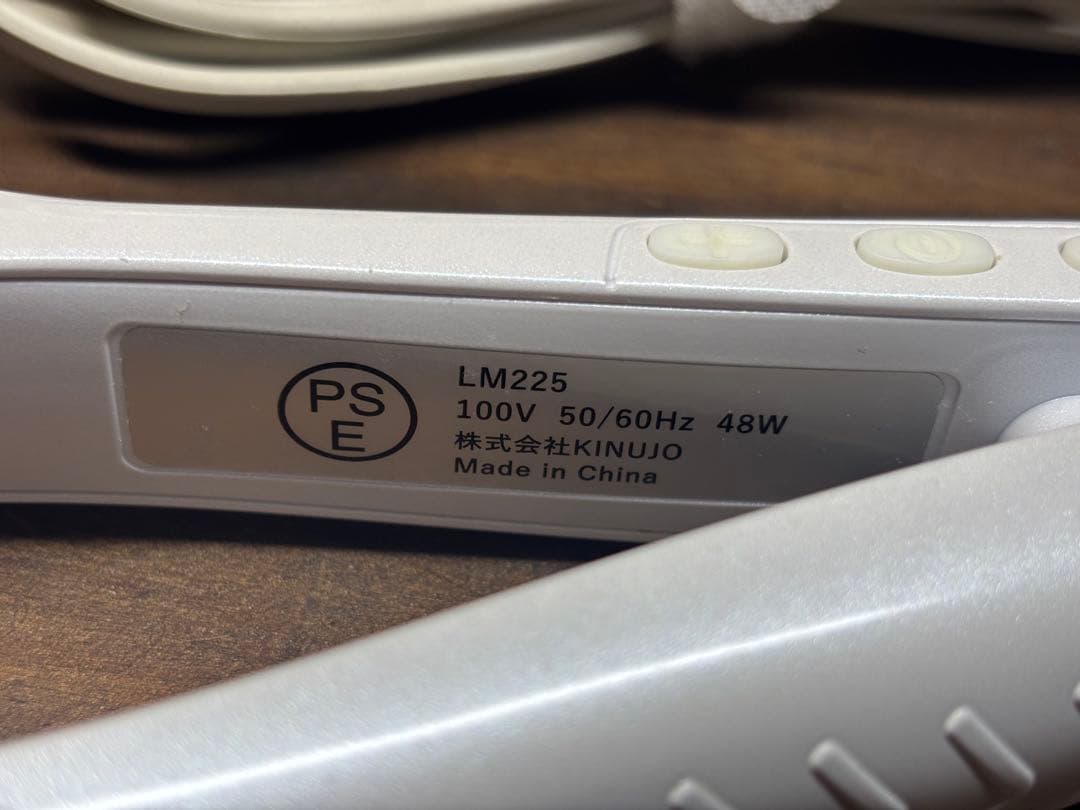 PS
E
LM225
100V 50/60Hz 48W
株式会社KINUJO
Made in China